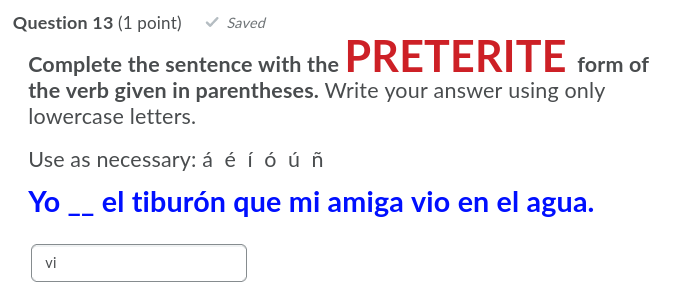 Question 13 (1 point) ✓ Saved
Complete the sentence with the PRETERITE form of
the verb given in parentheses. Write your answer using only
lowercase letters.
Use as necessary: á é í ó ú ñ
Yo __ el tiburón que mi amiga vio en el agua.
vi